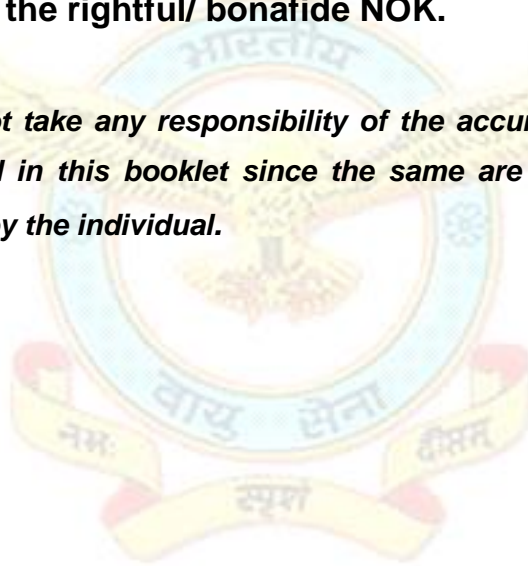 the rightful/ bonafide NOK.
भारतीय
t take any responsibility of the accur
in this booklet since the same are
y the individual.
वायु सेना
नभः
स्पृशं
दीप्तम्